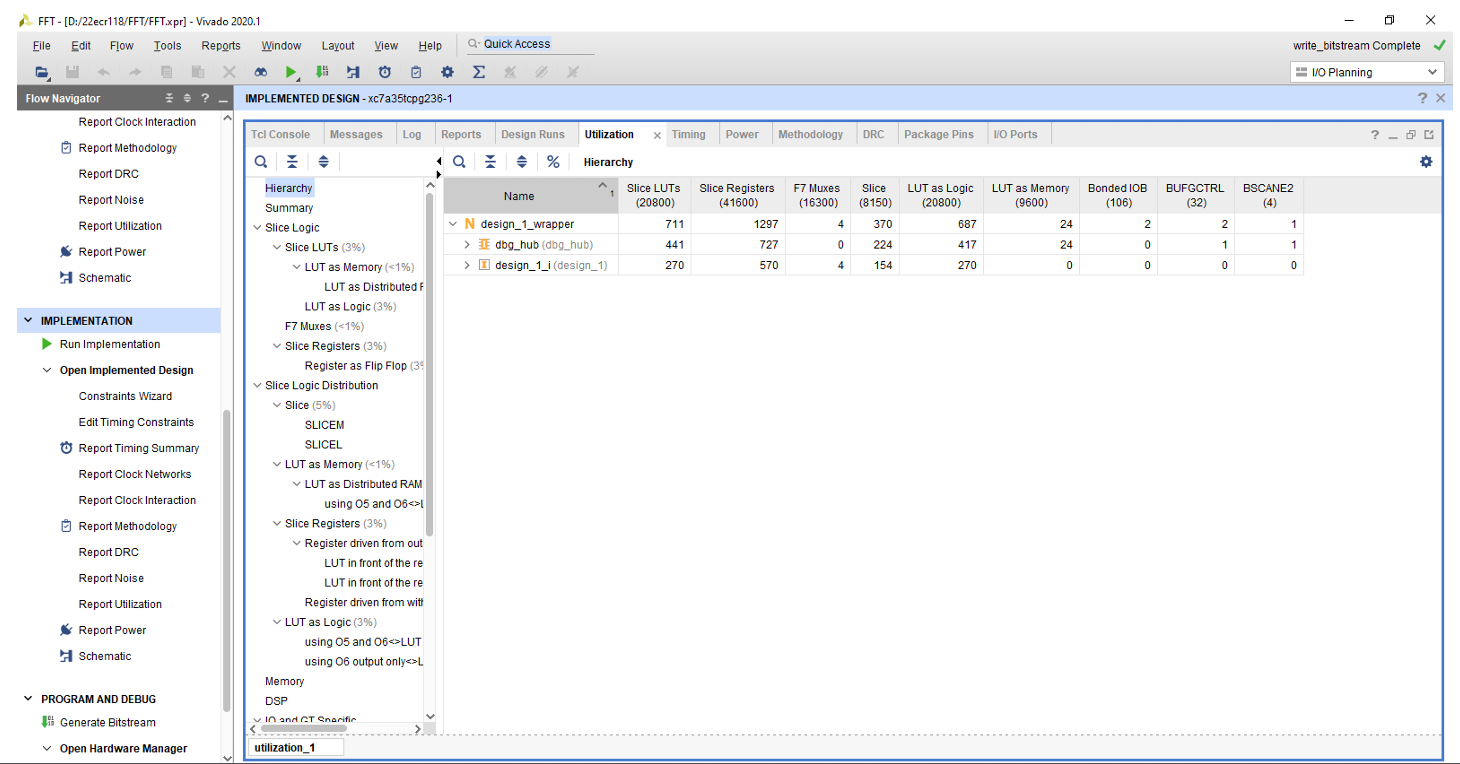 FFT - [D:/22ecr118/FFT/FFT.xpr] - Vivado 2020.1
File Edit Flow Tools Reports Window Layout View Help Quick Access write_bitstream Complete
I/O Planning
Flow Navigator ? IMPLEMENTED DESIGN - xc7a35tcpg236-1 ?
Report Clock Interaction
Report Methodology
Report DRC
Report Noise
Report Utilization
Report Power
Schematic
IMPLEMENTATION
Run Implementation
Open Implemented Design
Constraints Wizard
Edit Timing Constraints
Report Timing Summary
Report Clock Networks
Report Clock Interaction
Report Methodology
Report DRC
Report Noise
Report Utilization
Report Power
Schematic
PROGRAM AND DEBUG
Generate Bitstream
Open Hardware Manager
Tcl Console Messages Log Reports Design Runs Utilization Timing Power Methodology DRC Package Pins I/O Ports ?
Hierarchy
Summary
Slice Logic
Slice LUTs (3%)
LUT as Memory (<1%)
LUT as Distributed
LUT as Logic (3%)
F7 Muxes (<1%)
Slice Registers (3%)
Register as Flip Flop (3
Slice Logic Distribution
Slice (5%)
SLICEM
SLICEL
LUT as Memory (<1%)
LUT as Distributed RAM
using O5 and O6<>
Slice Registers (3%)
Register driven from out
LUT in front of the re
LUT in front of the re
Register driven from
LUT as Logic (3%)
using O5 and O6<>LUT
using O6 output only<>L
Memory
DSP
IO and GT Specific
% Hierarchy
Name 1 Slice LUTs (20800) Slice Registers (41600) F7 Muxes (16300) Slice (8150) LUT as Logic (20800) LUT as Memory (9600) Bonded IOB (106) BUFGCTRL (32) BSCANE2 (4)
N design_1_wrapper 711 1297 4 370 687 24 2 2 1
dbg_hub (dbg_hub) 441 727 0 224 417 24 0 1 1
design_1_i (design_1) 270 570 4 154 270 0 0 0 0
utilization_1